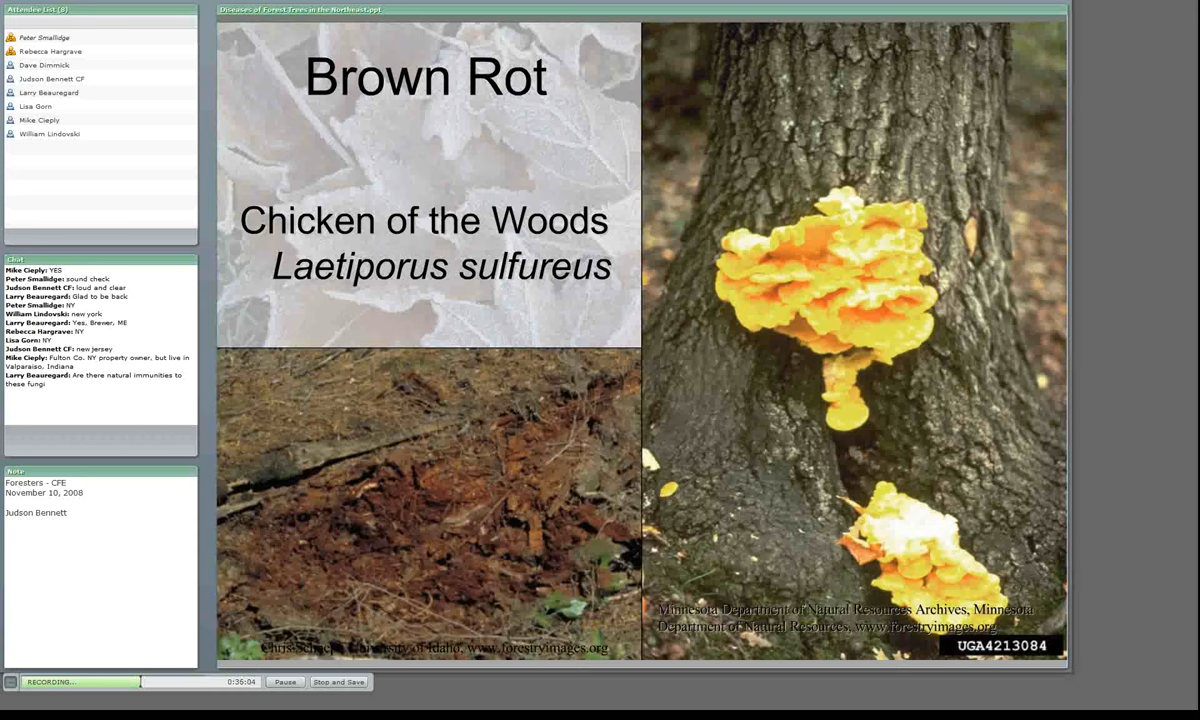 Attendee List (8)
Peter Smallidge
Rebecca Hargrave
Dave Dimmick
Judson Bennett CF
Larry Beauregard
Lisa Gorn
Mike Cieply
William Lindovski
Chat
Mike Cieply: YES
Peter Smallidge: sound check
Judson Bennett CF: loud and clear
Larry Beauregard: Glad to be back
Peter Smallidge: NY
William Lindovski: new york
Larry Beauregard: Yes, Brewer, ME
Rebecca Hargrave: NY
Lisa Gorn: NY
Judson Bennett CF: new jersey
Mike Cieply: Fulton Co. NY property owner, but live in
Valparaiso, Indiana
Larry Beauregard: Are there natural immunities to
these fungi
Note
Foresters - CFE
November 10, 2008
Judson Bennett
Diseases of Forest Trees in the Northeast.ppt
Brown Rot
Chicken of the Woods
Laetiporus sulfureus
Chris Schnepf, University of Idaho, www.forestryimages.org
Minnesota Department of Natural Resources Archives, Minnesota
Department of Natural Resources, www.forestryimages.org
UGA4213084
RECORDING...
0:36:04
Pause
Stop and Save